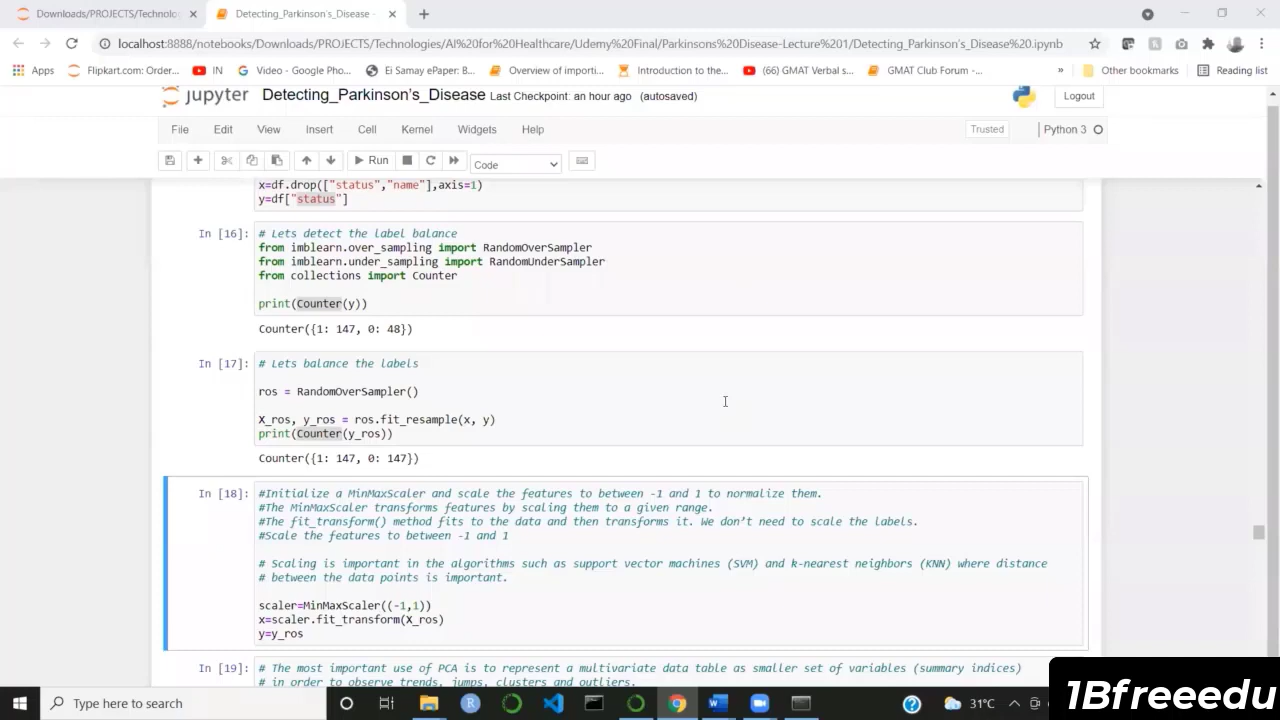 Downloads/PROJECTS/Technolo
Detecting_Parkinson's_Disease -
localhost:8888/notebooks/Downloads/PROJECTS/Technologies/AI%20for%20Healthcare/Udemy%20Final/Parkinsons%20Disease-Lecture%201/Detecting_Parkinson's_Disease%20.ipynb
Apps
Flipkart.com: Order...
IN
Video - Google Pho...
Ei Samay ePaper: B...
Overview of importi...
Introduction to the...
(66) GMAT Verbal s...
GMAT Club Forum -...
»
Other bookmarks
Reading list
jupyter Detecting_Parkinson's_Disease Last Checkpoint: an hour ago (autosaved)
Logout
File Edit View Insert Cell Kernel Widgets Help
Trusted
Python 3
Run
Code
x=df.drop(["status","name"],axis=1)
y=df["status"]
In [16]:
# Lets detect the label balance
from imblearn.over_sampling import RandomOverSampler
from imblearn.under_sampling import RandomUnderSampler
from collections import Counter
print(Counter(y))
Counter({1: 147, 0: 48})
In [17]:
# Lets balance the labels
ros = RandomOverSampler()
X_ros, y_ros = ros.fit_resample(x, y)
print(Counter(y_ros))
Counter({1: 147, 0: 147})
In [18]:
#Initialize a MinMaxScaler and scale the features to between -1 and 1 to normalize them.
#The MinMaxScaler transforms features by scaling them to a given range.
#The fit_transform() method fits to the data and then transforms it. We don't need to scale the labels.
#Scale the features to between -1 and 1
# Scaling is important in the algorithms such as support vector machines (SVM) and k-nearest neighbors (KNN) where distance
# between the data points is important.
scaler=MinMaxScaler((-1,1))
x=scaler.fit_transform(X_ros)
y=y_ros
In [19]:
# The most important use of PCA is to represent a multivariate data table as smaller set of variables (summary indices)
# in order to observe trends, jumps, clusters and outliers.
Type here to search
31°C
1Bfreeedu